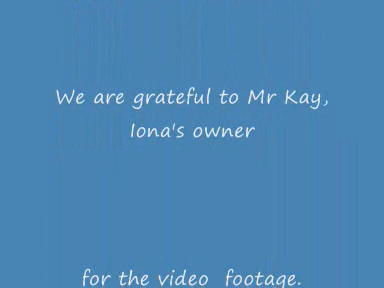 We are grateful to Mr Kay,
Iona's owner
for the video footage.